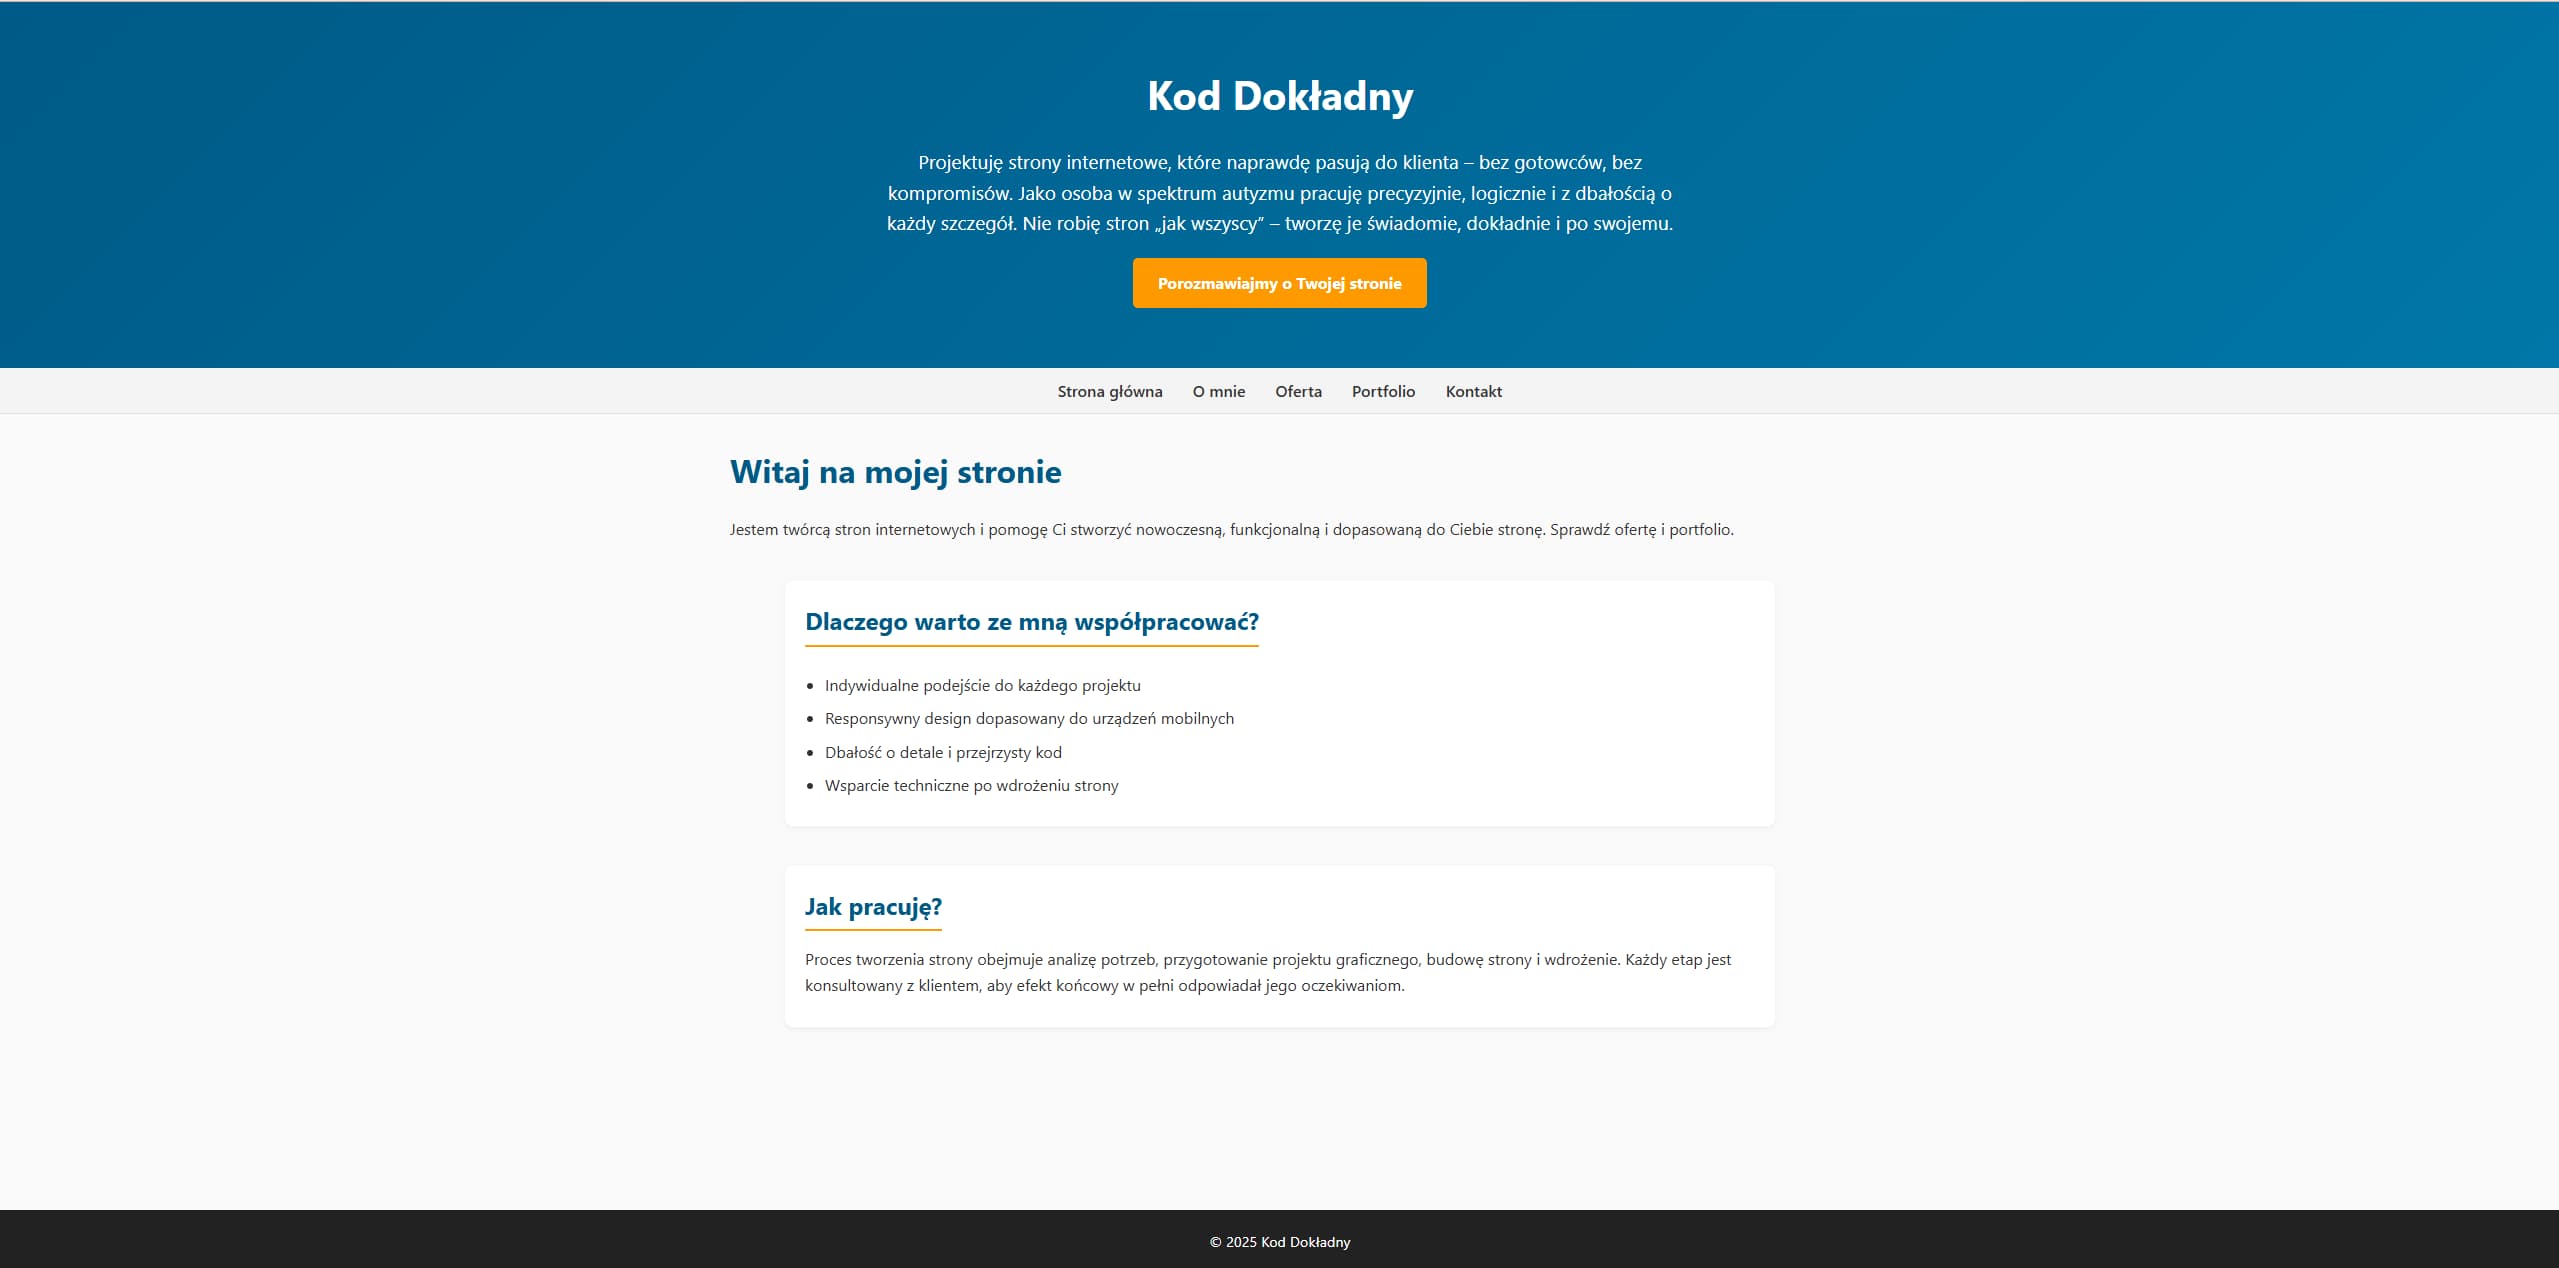 Kod Dokładny
Projektuję strony internetowe, które naprawdę pasują do klienta – bez gotowców, bez
kompromisów. Jako osoba w spektrum autyzmu pracuję precyzyjnie, logicznie i z dbałością o
każdy szczegół. Nie robię stron „jak wszyscy” – tworzę je świadomie, dokładnie i po swojemu.
Porozmawiajmy o Twojej stronie
Strona główna O mnie Oferta Portfolio Kontakt
Witaj na mojej stronie
Jestem twórcą stron internetowych i pomogę Ci stworzyć nowoczesną, funkcjonalną i dopasowaną do Ciebie stronę. Sprawdź ofertę i portfolio.
Dlaczego warto ze mną współpracować?
• Indywidualne podejście do każdego projektu
• Responsywny design dopasowany do urządzeń mobilnych
• Dbałość o detale i przejrzysty kod
• Wsparcie techniczne po wdrożeniu strony
Jak pracuję?
Proces tworzenia strony obejmuje analizę potrzeb, przygotowanie projektu graficznego, budowę strony i wdrożenie. Każdy etap jest
konsultowany z klientem, aby efekt końcowy w pełni odpowiadał jego oczekiwaniom.
© 2025 Kod Dokładny